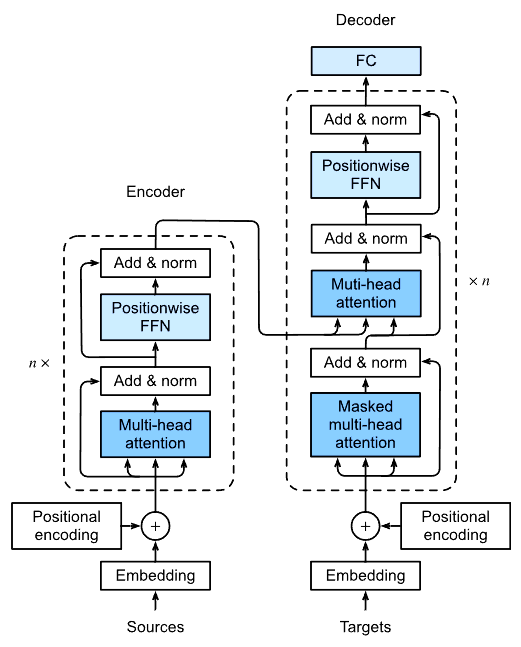 Decoder
FC
Add & norm
Positionwise
FFN
Add & norm
Muti-head
attention
Add & norm
Masked
multi-head
attention
× n
Positional
encoding
+
Embedding
Targets
Encoder
Add & norm
Positionwise
FFN
Add & norm
Multi-head
attention
n ×
Positional
encoding
+
Embedding
Sources